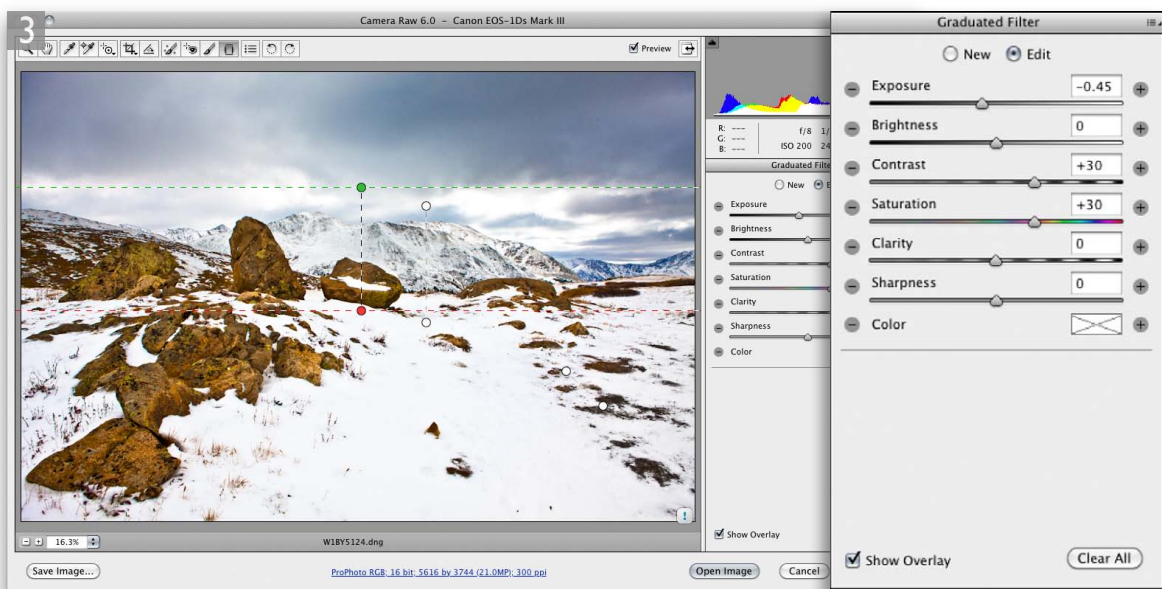 3
Camera Raw 6.0 – Canon EOS-1Ds Mark III
Preview
R: ---
G: ---
B: ---
f/8 1/
ISO 200 24
Graduated Filte
New
Exposure
Brightness
Contrast
Saturation
Clarity
Sharpness
Color
Show Overlay
16.3%
W1BY5124.dng
Save Image...
ProPhoto RGB; 16 bit; 5616 by 3744 (21.0MP); 300 ppi
Open Image
Cancel
Graduated Filter
New Edit
Exposure -0.45
Brightness 0
Contrast +30
Saturation +30
Clarity 0
Sharpness 0
Color
Show Overlay
Clear All